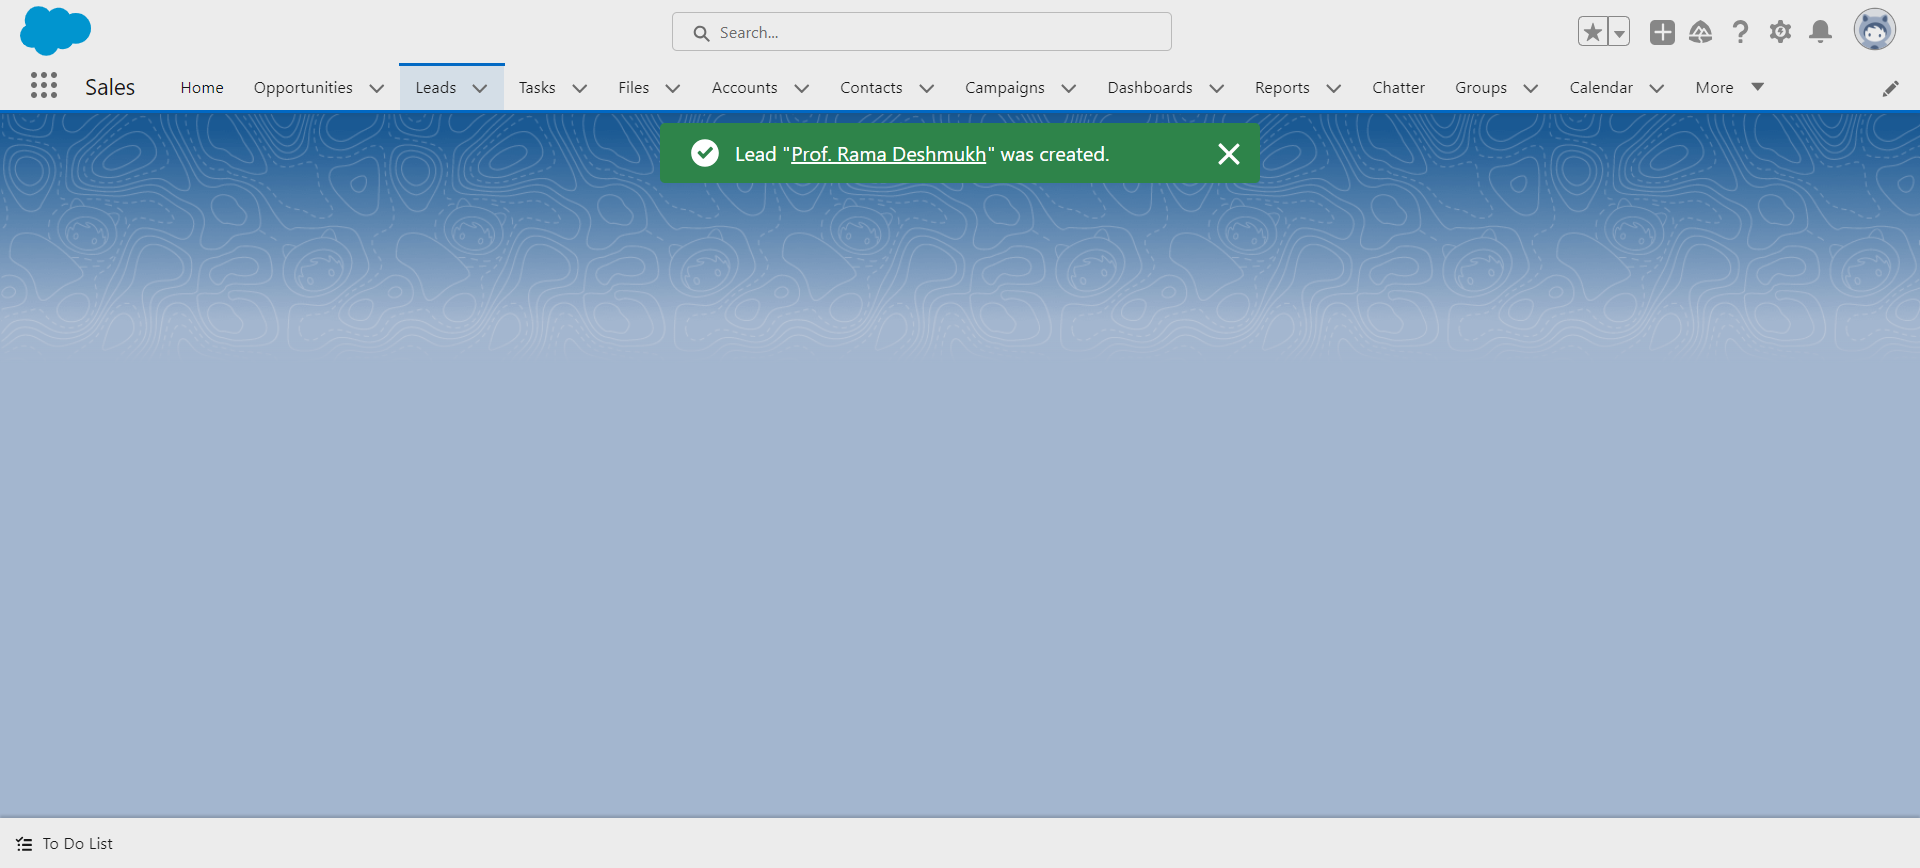 Search...
Sales
Home
Opportunities
Leads
Tasks
Files
Accounts
Contacts
Campaigns
Dashboards
Reports
Chatter
Groups
Calendar
More
Lead "Prof. Rama Deshmukh" was created.
To Do List